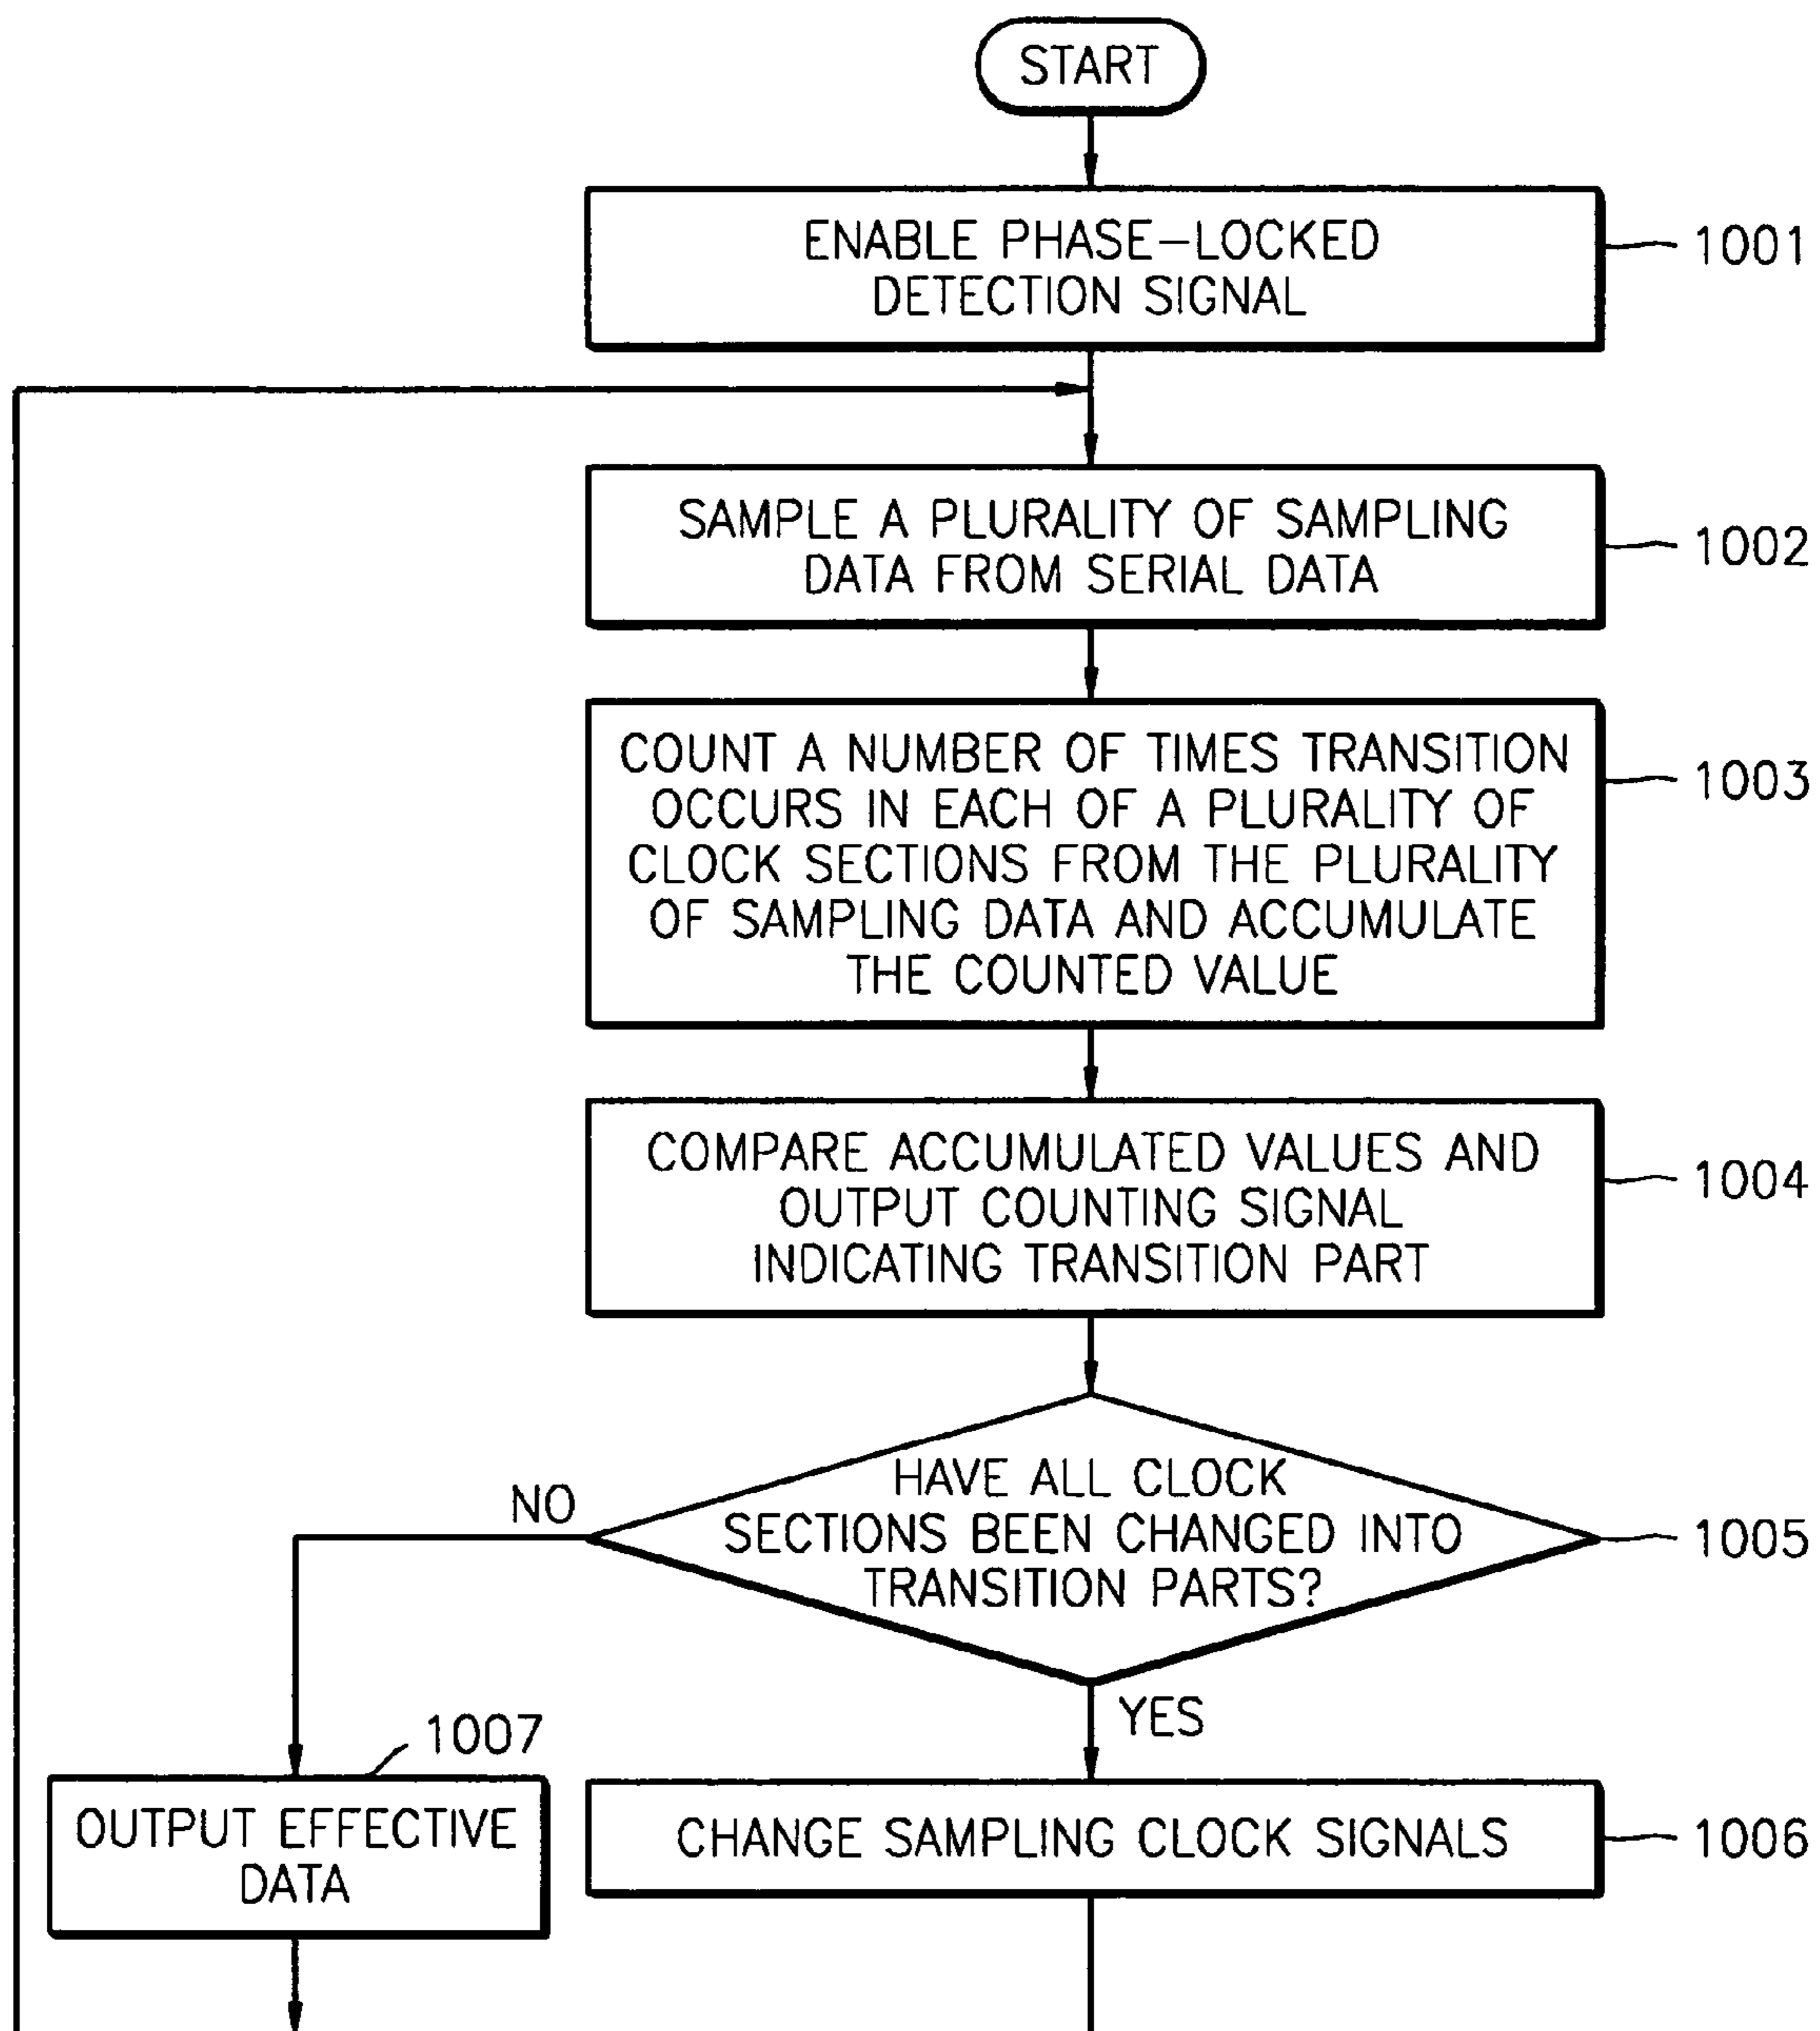 START
ENABLE PHASE-LOCKED
DETECTION SIGNAL
1001
SAMPLE A PLURALITY OF SAMPLING
DATA FROM SERIAL DATA
1002
COUNT A NUMBER OF TIMES TRANSITION
OCCURS IN EACH OF A PLURALITY OF
CLOCK SECTIONS FROM THE PLURALITY
OF SAMPLING DATA AND ACCUMULATE
THE COUNTED VALUE
1003
COMPARE ACCUMULATED VALUES AND
OUTPUT COUNTING SIGNAL
INDICATING TRANSITION PART
1004
HAVE ALL CLOCK
SECTIONS BEEN CHANGED INTO
TRANSITION PARTS?
1005
NO
YES
1007
OUTPUT EFFECTIVE
DATA
CHANGE SAMPLING CLOCK SIGNALS
1006